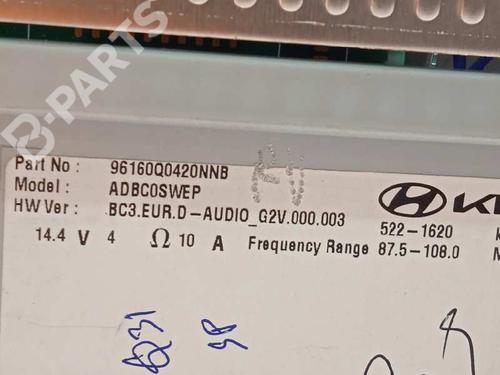 B-PARTS
Part No : 96160Q0420NNB
Model : ADBC0SWEP
HW Ver : BC3.EUR.D-AUDIO_G2V.000.003
522-1620
14.4 V 4 Ω 10 A Frequency Range 87.5-108.0